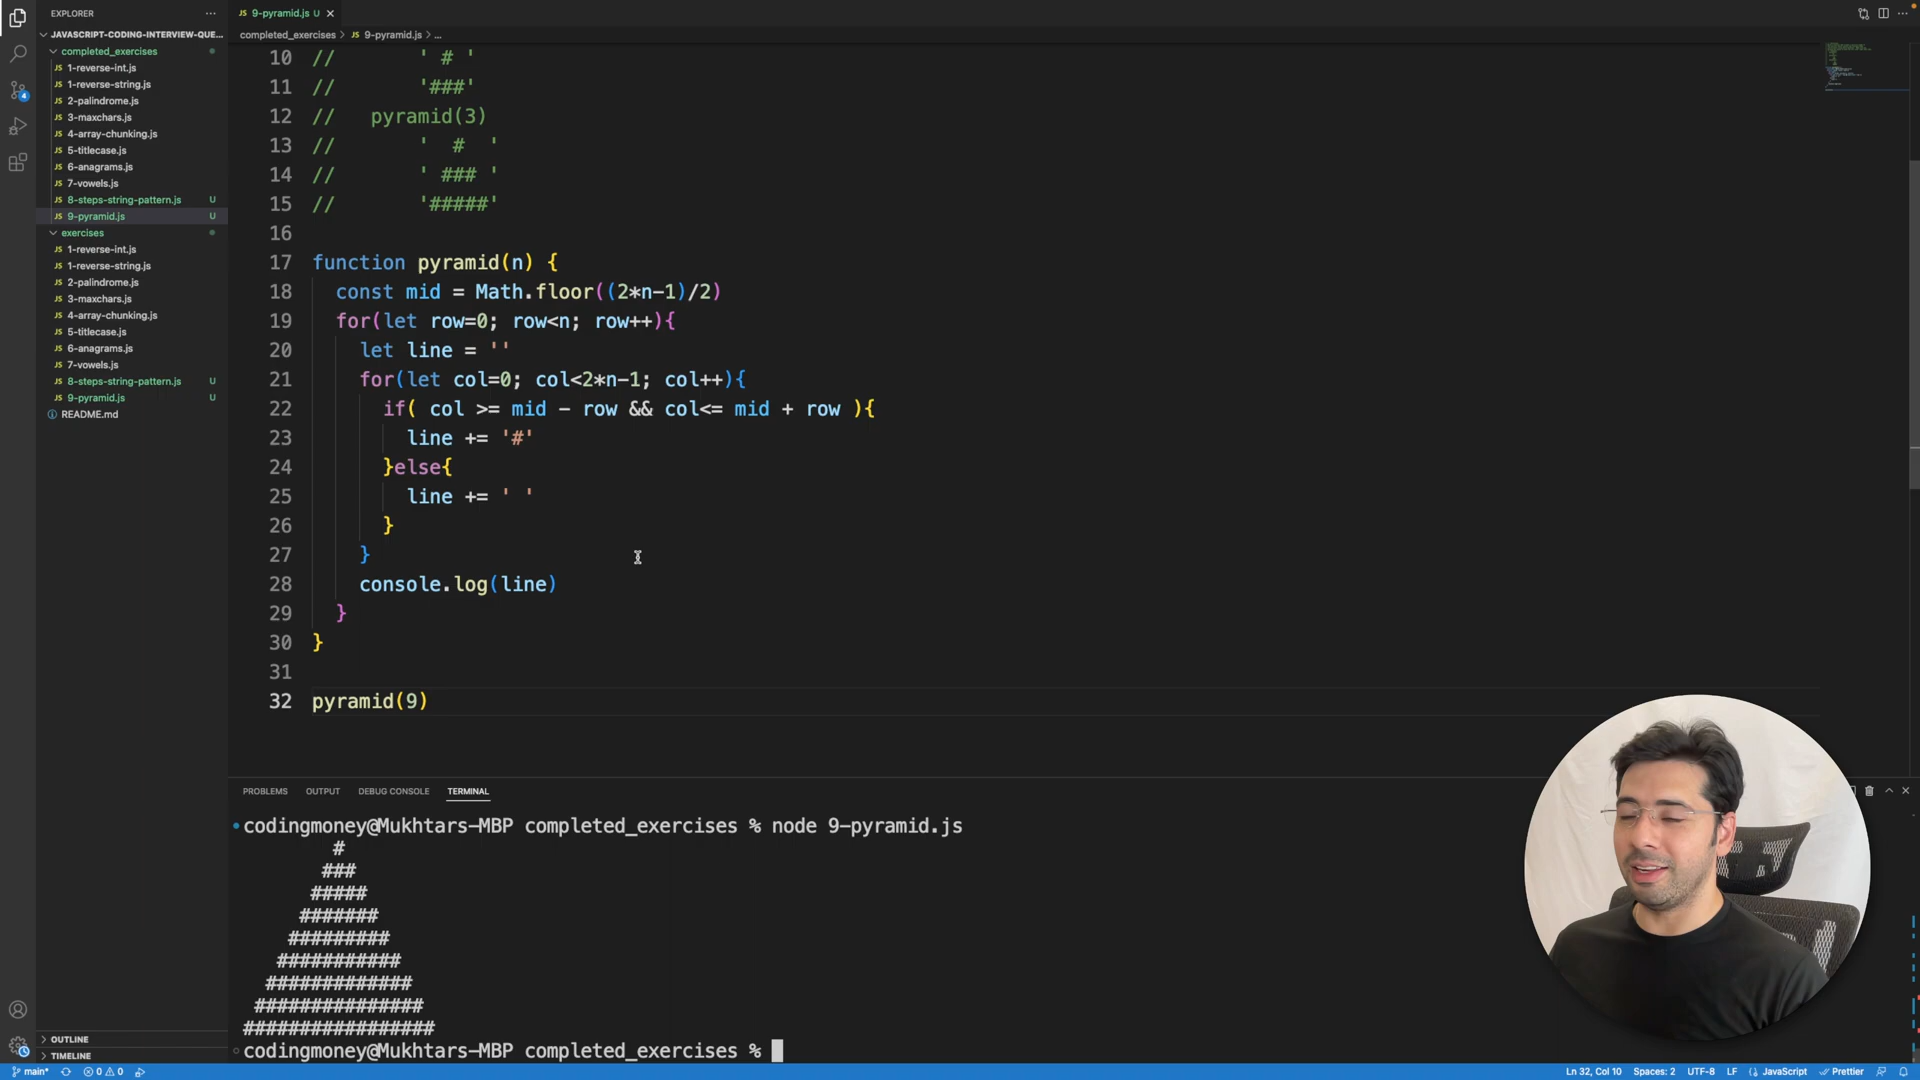 EXPLORER
JAVASCRIPT-CODING-INTERVIEW-QUE...
completed_exercises
JS 1-reverse-int.js
JS 1-reverse-string.js
JS 2-palindrome.js
JS 3-maxchars.js
JS 4-array-chunking.js
JS 5-titlecase.js
JS 6-anagrams.js
JS 7-vowels.js
JS 8-steps-string-pattern.js U
JS 9-pyramid.js U
exercises
JS 1-reverse-int.js
JS 1-reverse-string.js
JS 2-palindrome.js
JS 3-maxchars.js
JS 4-array-chunking.js
JS 5-titlecase.js
JS 6-anagrams.js
JS 7-vowels.js
JS 8-steps-string-pattern.js U
JS 9-pyramid.js U
README.md
OUTLINE
TIMELINE
JS 9-pyramid.js U
completed_exercises > JS 9-pyramid.js > ...
10 // ' # '
11 // '###'
12 // pyramid(3)
13 // '  #  '
14 // ' ### '
15 // '#####'
16
17 function pyramid(n) {
18 const mid = Math.floor((2*n-1)/2)
19 for(let row=0; row<n; row++){
20 let line = ''
21 for(let col=0; col<2*n-1; col++){
22 if( col >= mid - row && col<= mid + row ){
23 line += '#'
24 }else{
25 line += ' '
26 }
27 }
28 console.log(line)
29 }
30 }
31
32 pyramid(9)
PROBLEMS OUTPUT DEBUG CONSOLE TERMINAL
codingmoney@Mukhtars-MBP completed_exercises % node 9-pyramid.js
        #
       ###
      #####
     #######
    #########
   ###########
  #############
 ###############
#################
codingmoney@Mukhtars-MBP completed_exercises %
main* 0 0 Ln 32, Col 10 Spaces: 2 UTF-8 LF JavaScript Prettier